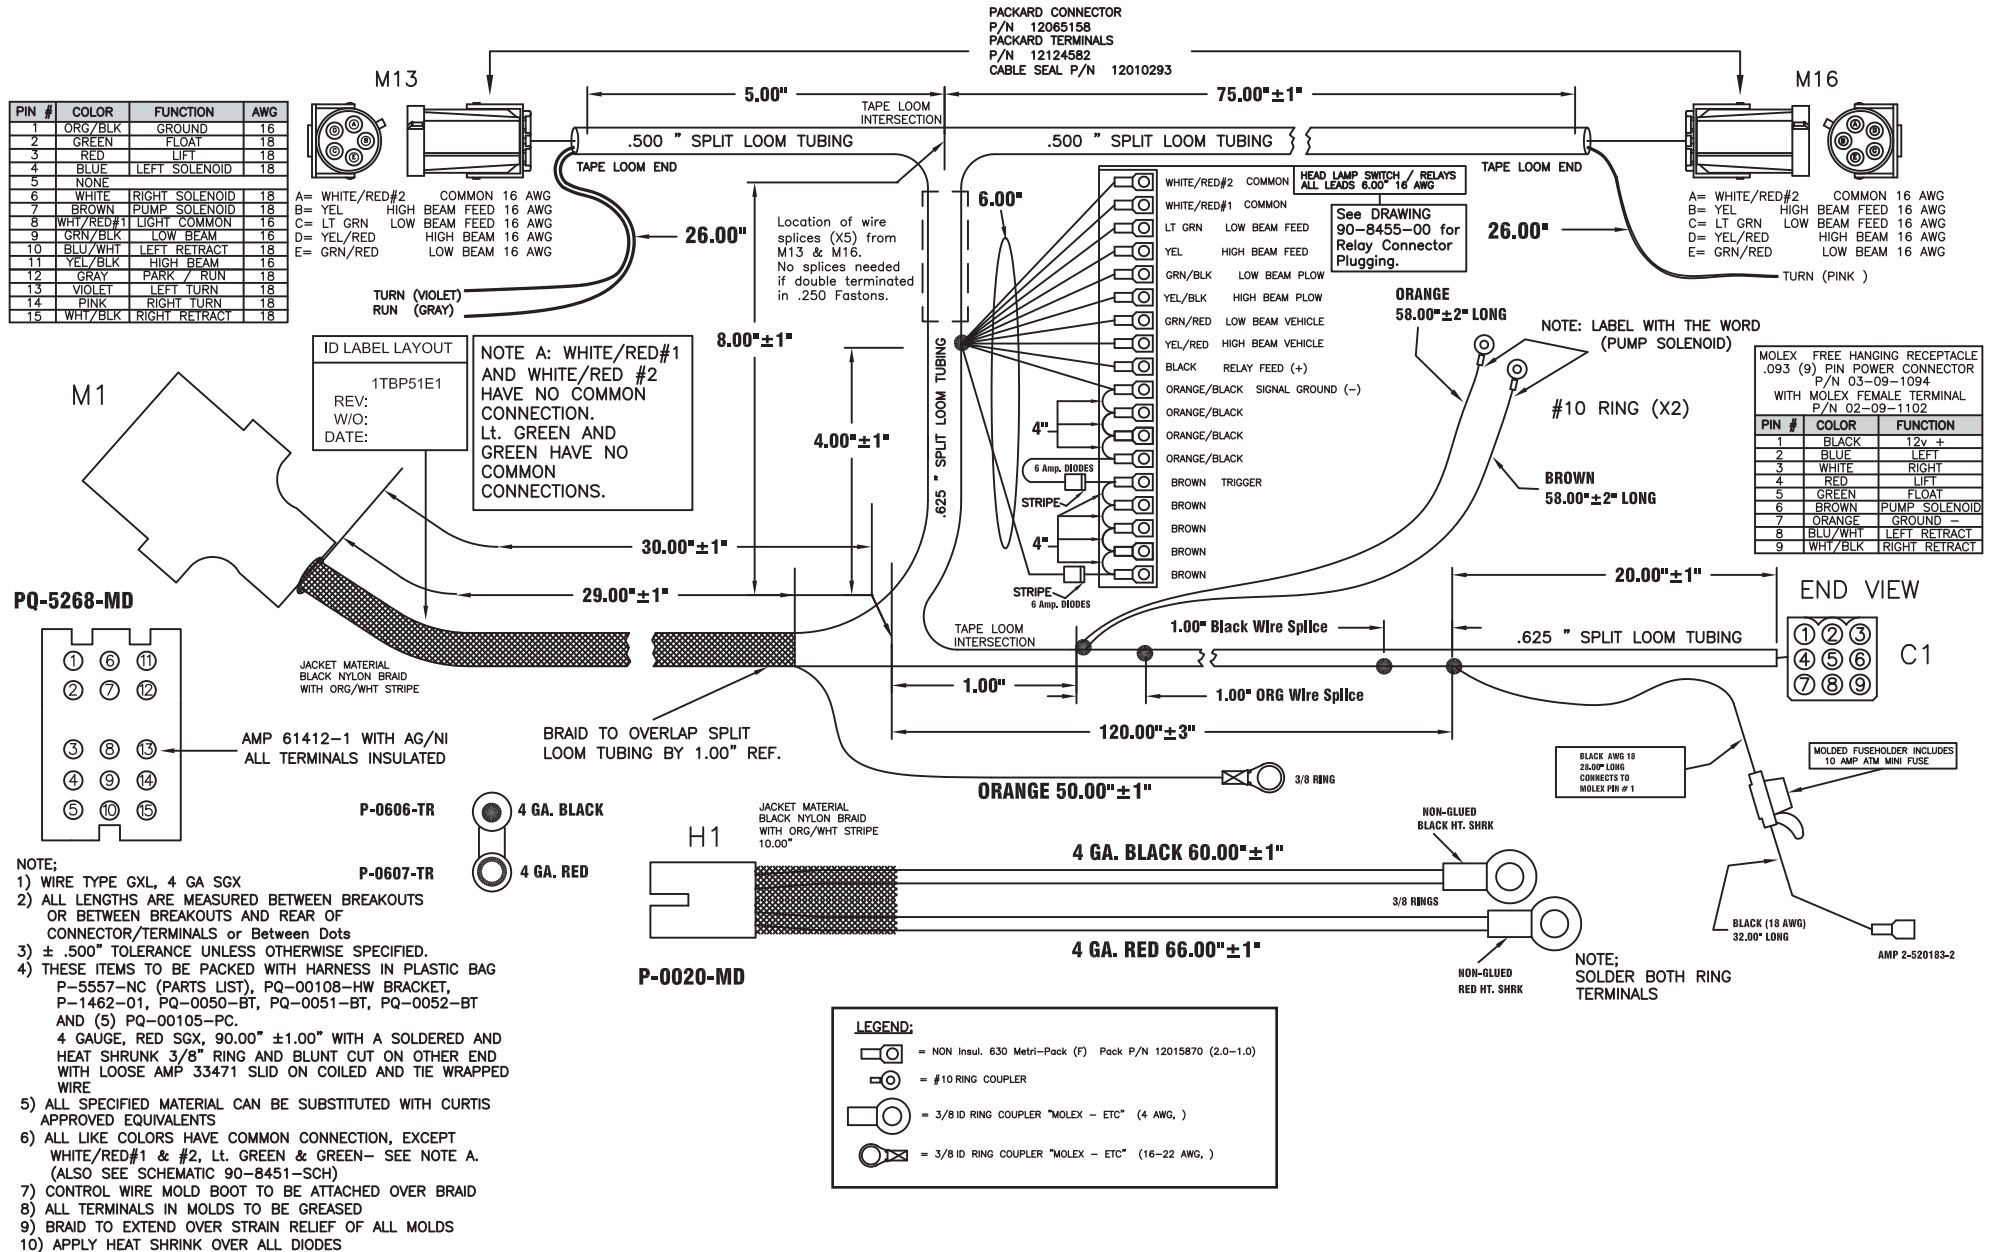 PACKARD CONNECTOR
P/N 12065158
PACKARD TERMINALS
P/N 12124582
CABLE SEAL P/N 12010293
M13
M16
5.00"
75.00"±1"
TAPE LOOM
INTERSECTION
.500 " SPLIT LOOM TUBING
.500 " SPLIT LOOM TUBING
TAPE LOOM END
TAPE LOOM END
PIN # COLOR FUNCTION AWG
1 ORG/BLK GROUND 16
2 GREEN FLOAT 18
3 RED LIFT 18
4 BLUE LEFT SOLENOID 18
5 NONE
6 WHITE RIGHT SOLENOID 18
7 BROWN PUMP SOLENOID 18
8 WHT/RED#1 LIGHT COMMON 16
9 GRN/BLK LOW BEAM 16
10 BLU/WHT LEFT RETRACT 18
11 YEL/BLK HIGH BEAM 16
12 GRAY PARK / RUN 18
13 VIOLET LEFT TURN 18
14 PINK RIGHT TURN 18
15 WHT/BLK RIGHT RETRACT 18
D A B C E
A= WHITE/RED#2 COMMON 16 AWG
B= YEL HIGH BEAM FEED 16 AWG
C= LT GRN LOW BEAM FEED 16 AWG
D= YEL/RED HIGH BEAM 16 AWG
E= GRN/RED LOW BEAM 16 AWG
26.00"
TURN (VIOLET)
RUN (GRAY)
8.00"±1"
Location of wire
splices (X5) from
M13 & M16.
No splices needed
if double terminated
in .250 Fastons.
6.00"
.625 " SPLIT LOOM TUBING
4.00"±1"
WHITE/RED#2 COMMON
WHITE/RED#1 COMMON
LT GRN LOW BEAM FEED
YEL HIGH BEAM FEED
GRN/BLK LOW BEAM PLOW
YEL/BLK HIGH BEAM PLOW
GRN/RED LOW BEAM VEHICLE
YEL/RED HIGH BEAM VEHICLE
BLACK RELAY FEED (+)
ORANGE/BLACK SIGNAL GROUND (-)
ORANGE/BLACK
ORANGE/BLACK
ORANGE/BLACK
BROWN TRIGGER
BROWN
BROWN
BROWN
BROWN
4"
6 Amp. DIODES
STRIPE
4"
STRIPE
6 Amp. DIODES
HEAD LAMP SWITCH / RELAYS
ALL LEADS 6.00" 16 AWG
See DRAWING
90-8455-00 for
Relay Connector
Plugging.
26.00"
A= WHITE/RED#2 COMMON 16 AWG
B= YEL HIGH BEAM FEED 16 AWG
C= LT GRN LOW BEAM FEED 16 AWG
D= YEL/RED HIGH BEAM 16 AWG
E= GRN/RED LOW BEAM 16 AWG
TURN (PINK )
ORANGE
58.00"±2" LONG
NOTE: LABEL WITH THE WORD
(PUMP SOLENOID)
#10 RING (X2)
BROWN
58.00"±2" LONG
MOLEX FREE HANGING RECEPTACLE
.093 (9) PIN POWER CONNECTOR
P/N 03-09-1094
WITH MOLEX FEMALE TERMINAL
P/N 02-09-1102
PIN # COLOR FUNCTION
1 BLACK 12v +
2 BLUE LEFT
3 WHITE RIGHT
4 RED LIFT
5 GREEN FLOAT
6 BROWN PUMP SOLENOID
7 ORANGE GROUND -
8 BLU/WHT LEFT RETRACT
9 WHT/BLK RIGHT RETRACT
ID LABEL LAYOUT
1TBP51E1
REV:
W/O:
DATE:
NOTE A: WHITE/RED#1
AND WHITE/RED #2
HAVE NO COMMON
CONNECTION.
Lt. GREEN AND
GREEN HAVE NO
COMMON
CONNECTIONS.
M1
30.00"±1"
29.00"±1"
PQ-5268-MD
1 6 11
2 7 12
3 8 13
4 9 14
5 10 15
AMP 61412-1 WITH AG/NI
ALL TERMINALS INSULATED
JACKET MATERIAL
BLACK NYLON BRAID
WITH ORG/WHT STRIPE
BRAID TO OVERLAP SPLIT
LOOM TUBING BY 1.00" REF.
TAPE LOOM
INTERSECTION
1.00"
1.00" Black Wire Splice
1.00" ORG Wire Splice
120.00"±3"
20.00"±1"
.625 " SPLIT LOOM TUBING
END VIEW
C1
1 2 3
4 5 6
7 8 9
ORANGE 50.00"±1"
3/8 RING
BLACK AWG 18
28.00" LONG
CONNECTS TO
MOLEX PIN # 1
MOLDED FUSEHOLDER INCLUDES
10 AMP ATM MINI FUSE
BLACK (18 AWG)
32.00" LONG
AMP 2-520183-2
P-0606-TR
4 GA. BLACK
P-0607-TR
4 GA. RED
H1
JACKET MATERIAL
BLACK NYLON BRAID
WITH ORG/WHT STRIPE
10.00"
P-0020-MD
4 GA. BLACK 60.00"±1"
4 GA. RED 66.00"±1"
NON-GLUED
BLACK HT. SHRK
3/8 RINGS
NON-GLUED
RED HT. SHRK
NOTE;
SOLDER BOTH RING
TERMINALS
NOTE;
1) WIRE TYPE GXL, 4 GA SGX
2) ALL LENGTHS ARE MEASURED BETWEEN BREAKOUTS
OR BETWEEN BREAKOUTS AND REAR OF
CONNECTOR/TERMINALS or Between Dots
3) ± .500" TOLERANCE UNLESS OTHERWISE SPECIFIED.
4) THESE ITEMS TO BE PACKED WITH HARNESS IN PLASTIC BAG
P-5557-NC (PARTS LIST), PQ-00108-HW BRACKET,
P-1462-01, PQ-0050-BT, PQ-0051-BT, PQ-0052-BT
AND (5) PQ-00105-PC.
4 GAUGE, RED SGX, 90.00" ±1.00" WITH A SOLDERED AND
HEAT SHRUNK 3/8" RING AND BLUNT CUT ON OTHER END
WITH LOOSE AMP 33471 SLID ON COILED AND TIE WRAPPED
WIRE
5) ALL SPECIFIED MATERIAL CAN BE SUBSTITUTED WITH CURTIS
APPROVED EQUIVALENTS
6) ALL LIKE COLORS HAVE COMMON CONNECTION, EXCEPT
WHITE/RED#1 & #2, Lt. GREEN & GREEN- SEE NOTE A.
(ALSO SEE SCHEMATIC 90-8451-SCH)
7) CONTROL WIRE MOLD BOOT TO BE ATTACHED OVER BRAID
8) ALL TERMINALS IN MOLDS TO BE GREASED
9) BRAID TO EXTEND OVER STRAIN RELIEF OF ALL MOLDS
10) APPLY HEAT SHRINK OVER ALL DIODES
LEGEND:
= NON Insul. 630 Metri-Pack (F) Pack P/N 12015870 (2.0-1.0)
= #10 RING COUPLER
= 3/8 ID RING COUPLER "MOLEX - ETC" (4 AWG, )
= 3/8 ID RING COUPLER "MOLEX - ETC" (16-22 AWG, )